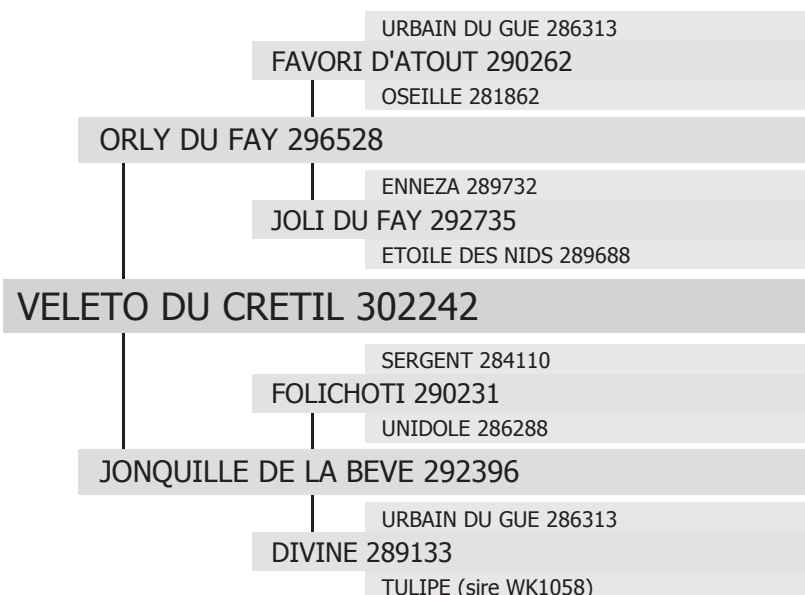 URBAIN DU GUE 286313
FAVORI D'ATOUT 290262
OSEILLE 281862
ORLY DU FAY 296528
ENNEZA 289732
JOLI DU FAY 292735
ETOILE DES NIDS 289688
VELETO DU CRETIL 302242
SERGENT 284110
FOLICHOTI 290231
UNIDOLE 286288
JONQUILLE DE LA BEVE 292396
URBAIN DU GUE 286313
DIVINE 289133
TULIPE (sire WK1058)